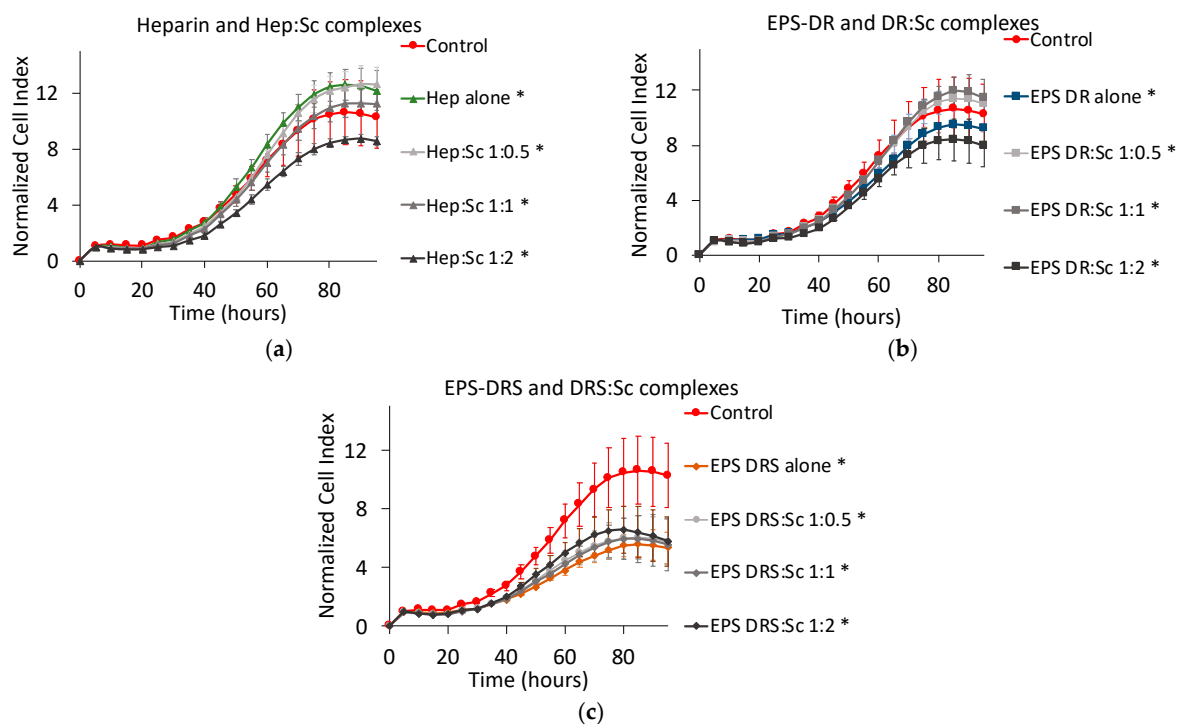 Heparin and Hep:Sc complexes
Normalized Cell Index
12
8
4
0
0 20 40 60 80
Time (hours)
Control
Hep alone *
Hep:Sc 1:0.5 *
Hep:Sc 1:1 *
Hep:Sc 1:2 *
(a)
EPS-DR and DR:Sc complexes
Normalized Cell Index
12
8
4
0
0 20 40 60 80
Time (hours)
Control
EPS DR alone *
EPS DR:Sc 1:0.5 *
EPS DR:Sc 1:1 *
EPS DR:Sc 1:2 *
(b)
EPS-DRS and DRS:Sc complexes
Normalized Cell Index
12
8
4
0
0 20 40 60 80
Time (hours)
Control
EPS DRS alone *
EPS DRS:Sc 1:0.5 *
EPS DRS:Sc 1:1 *
EPS DRS:Sc 1:2 *
(c)